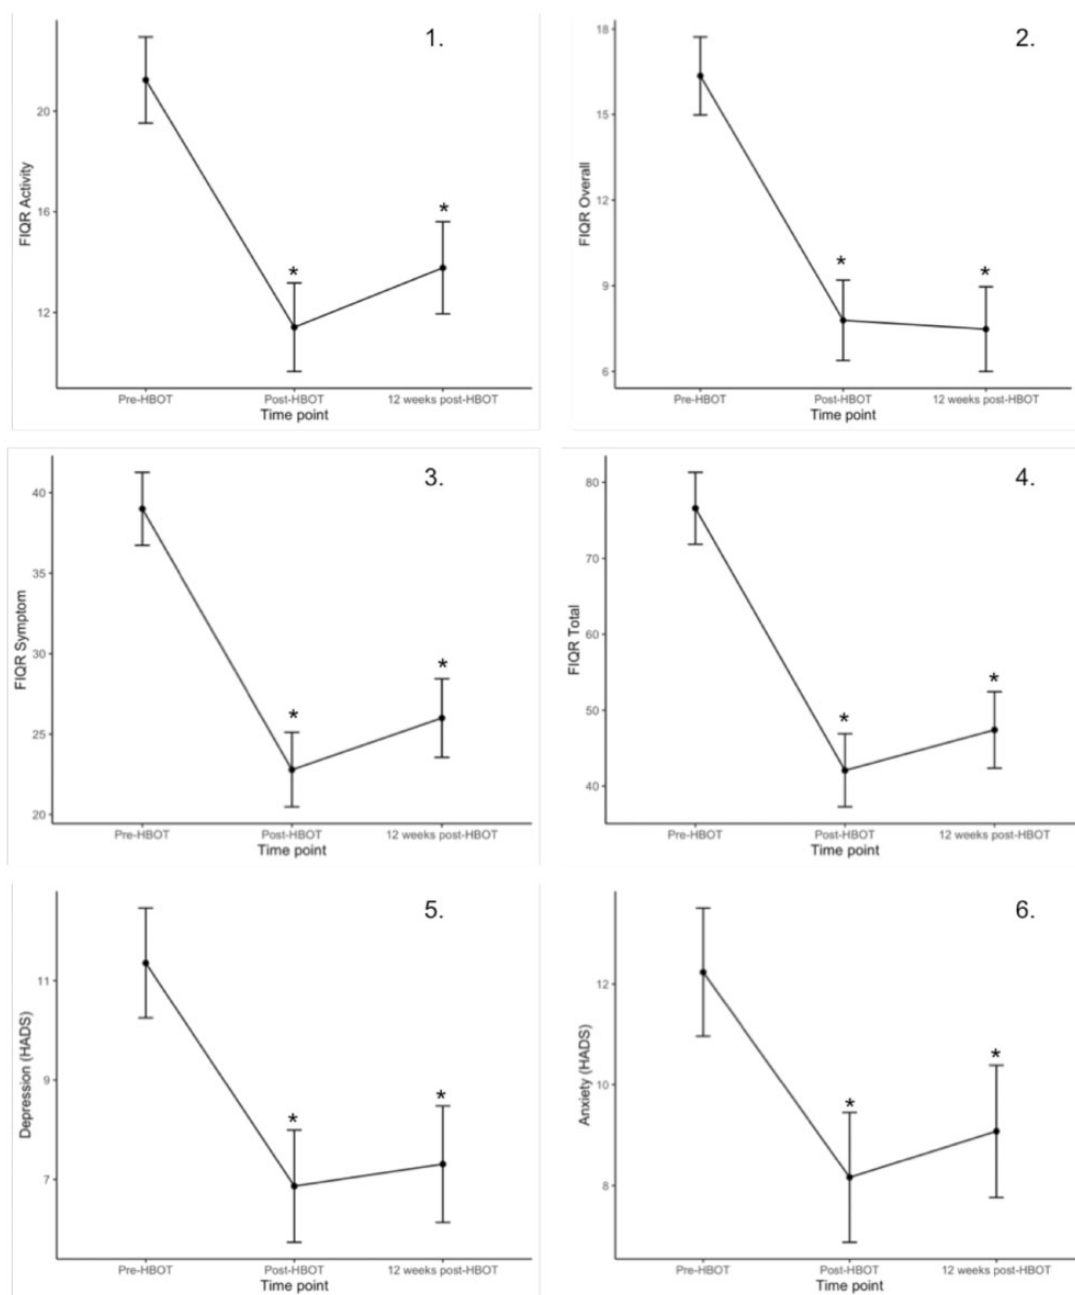 1.
FIQR Activity
20
16
12
*
*
Pre-HBOT Post-HBOT 12 weeks post-HBOT
Time point
2.
FIQR Overall
18
15
12
9
6
*
*
Pre-HBOT Post-HBOT 12 weeks post-HBOT
Time point
3.
FIQR Symptom
40
35
30
25
20
*
*
Pre-HBOT Post-HBOT 12 weeks post-HBOT
Time point
4.
FIQR Total
80
70
60
50
40
*
*
Pre-HBOT Post-HBOT 12 weeks post-HBOT
Time point
5.
Depression (HADS)
11
9
7
*
*
Pre-HBOT Post-HBOT 12 weeks post-HBOT
Time point
6.
Anxiety (HADS)
12
10
8
*
*
Pre-HBOT Post-HBOT 12 weeks post-HBOT
Time point